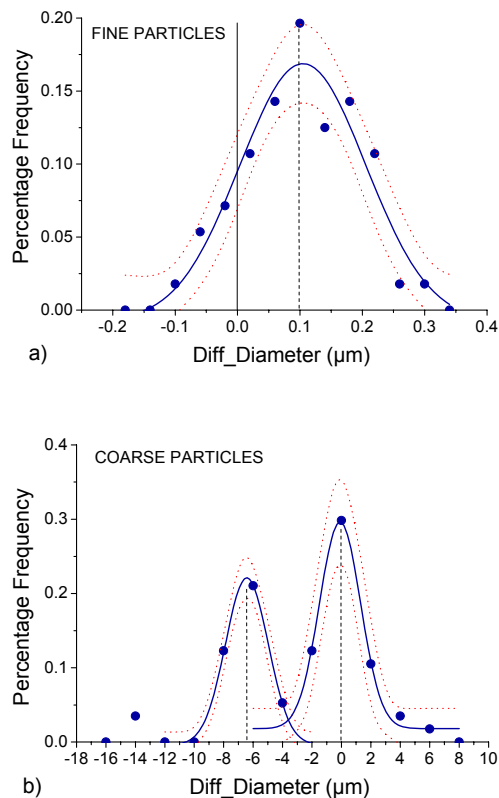 FINE PARTICLES
0.20
0.15
0.10
0.05
0.00
Percentage Frequency
-0.2 -0.1 0.0 0.1 0.2 0.3 0.4
a) Diff_Diameter (µm)
COARSE PARTICLES
0.4
0.3
0.2
0.1
0.0
Percentage Frequency
-18 -16 -14 -12 -10 -8 -6 -4 -2 0 2 4 6 8 10
b) Diff_Diameter (µm)